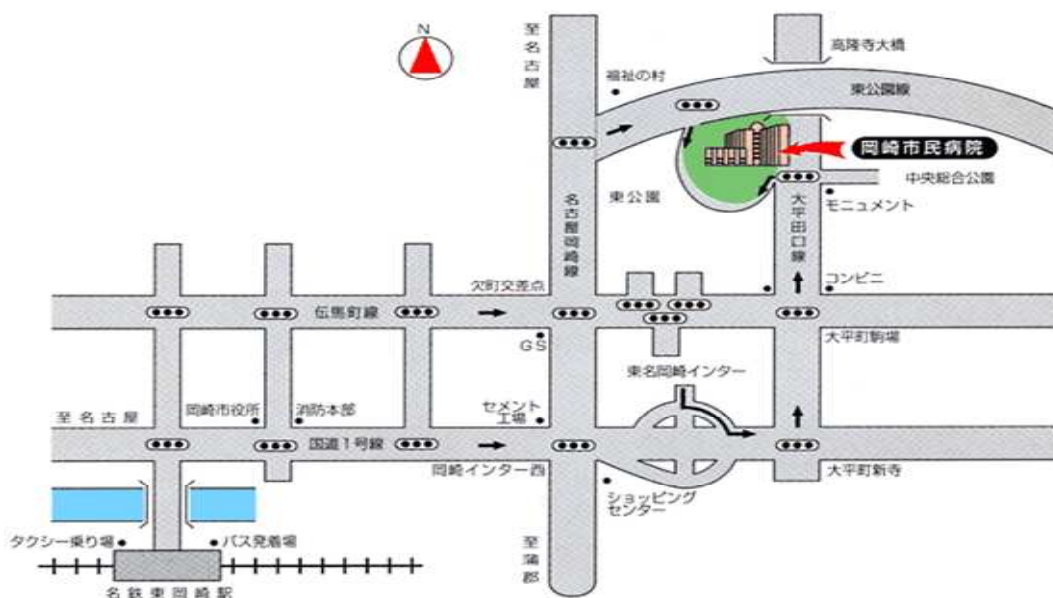 N
至名古屋
高隆寺大橋
福祉の村
東公園線
岡崎市民病院
中央総合公園
東公園
モニュメント
名古屋岡崎線
大平田口線
欠町交差点
コンビニ
伝馬町線
GS
大平町駒場
東名岡崎インター
至名古屋
岡崎市役所
消防本部
セメント
工場
国道1号線
岡崎インター西
大平町新寺
ショッピング
センター
タクシー乗り場
バス発着場
至蒲郡
名鉄東岡崎駅